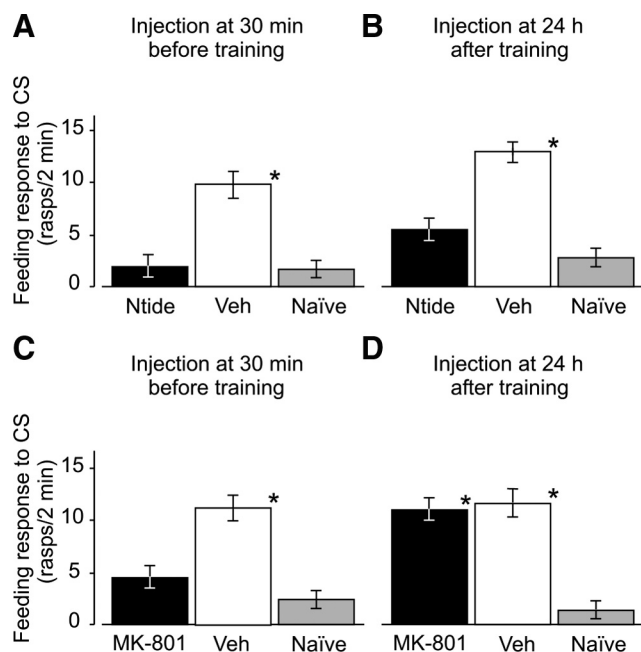 A
Injection at 30 min
before training
B
Injection at 24 h
after training
Feeding response to CS
(rasps/2 min)
15
10
5
0
*
*
Ntide Veh Naïve
Ntide Veh Naïve
C
Injection at 30 min
before training
D
Injection at 24 h
after training
Feeding response to CS
(rasps/2 min)
15
10
5
0
*
* *
MK-801 Veh Naïve
MK-801 Veh Naïve